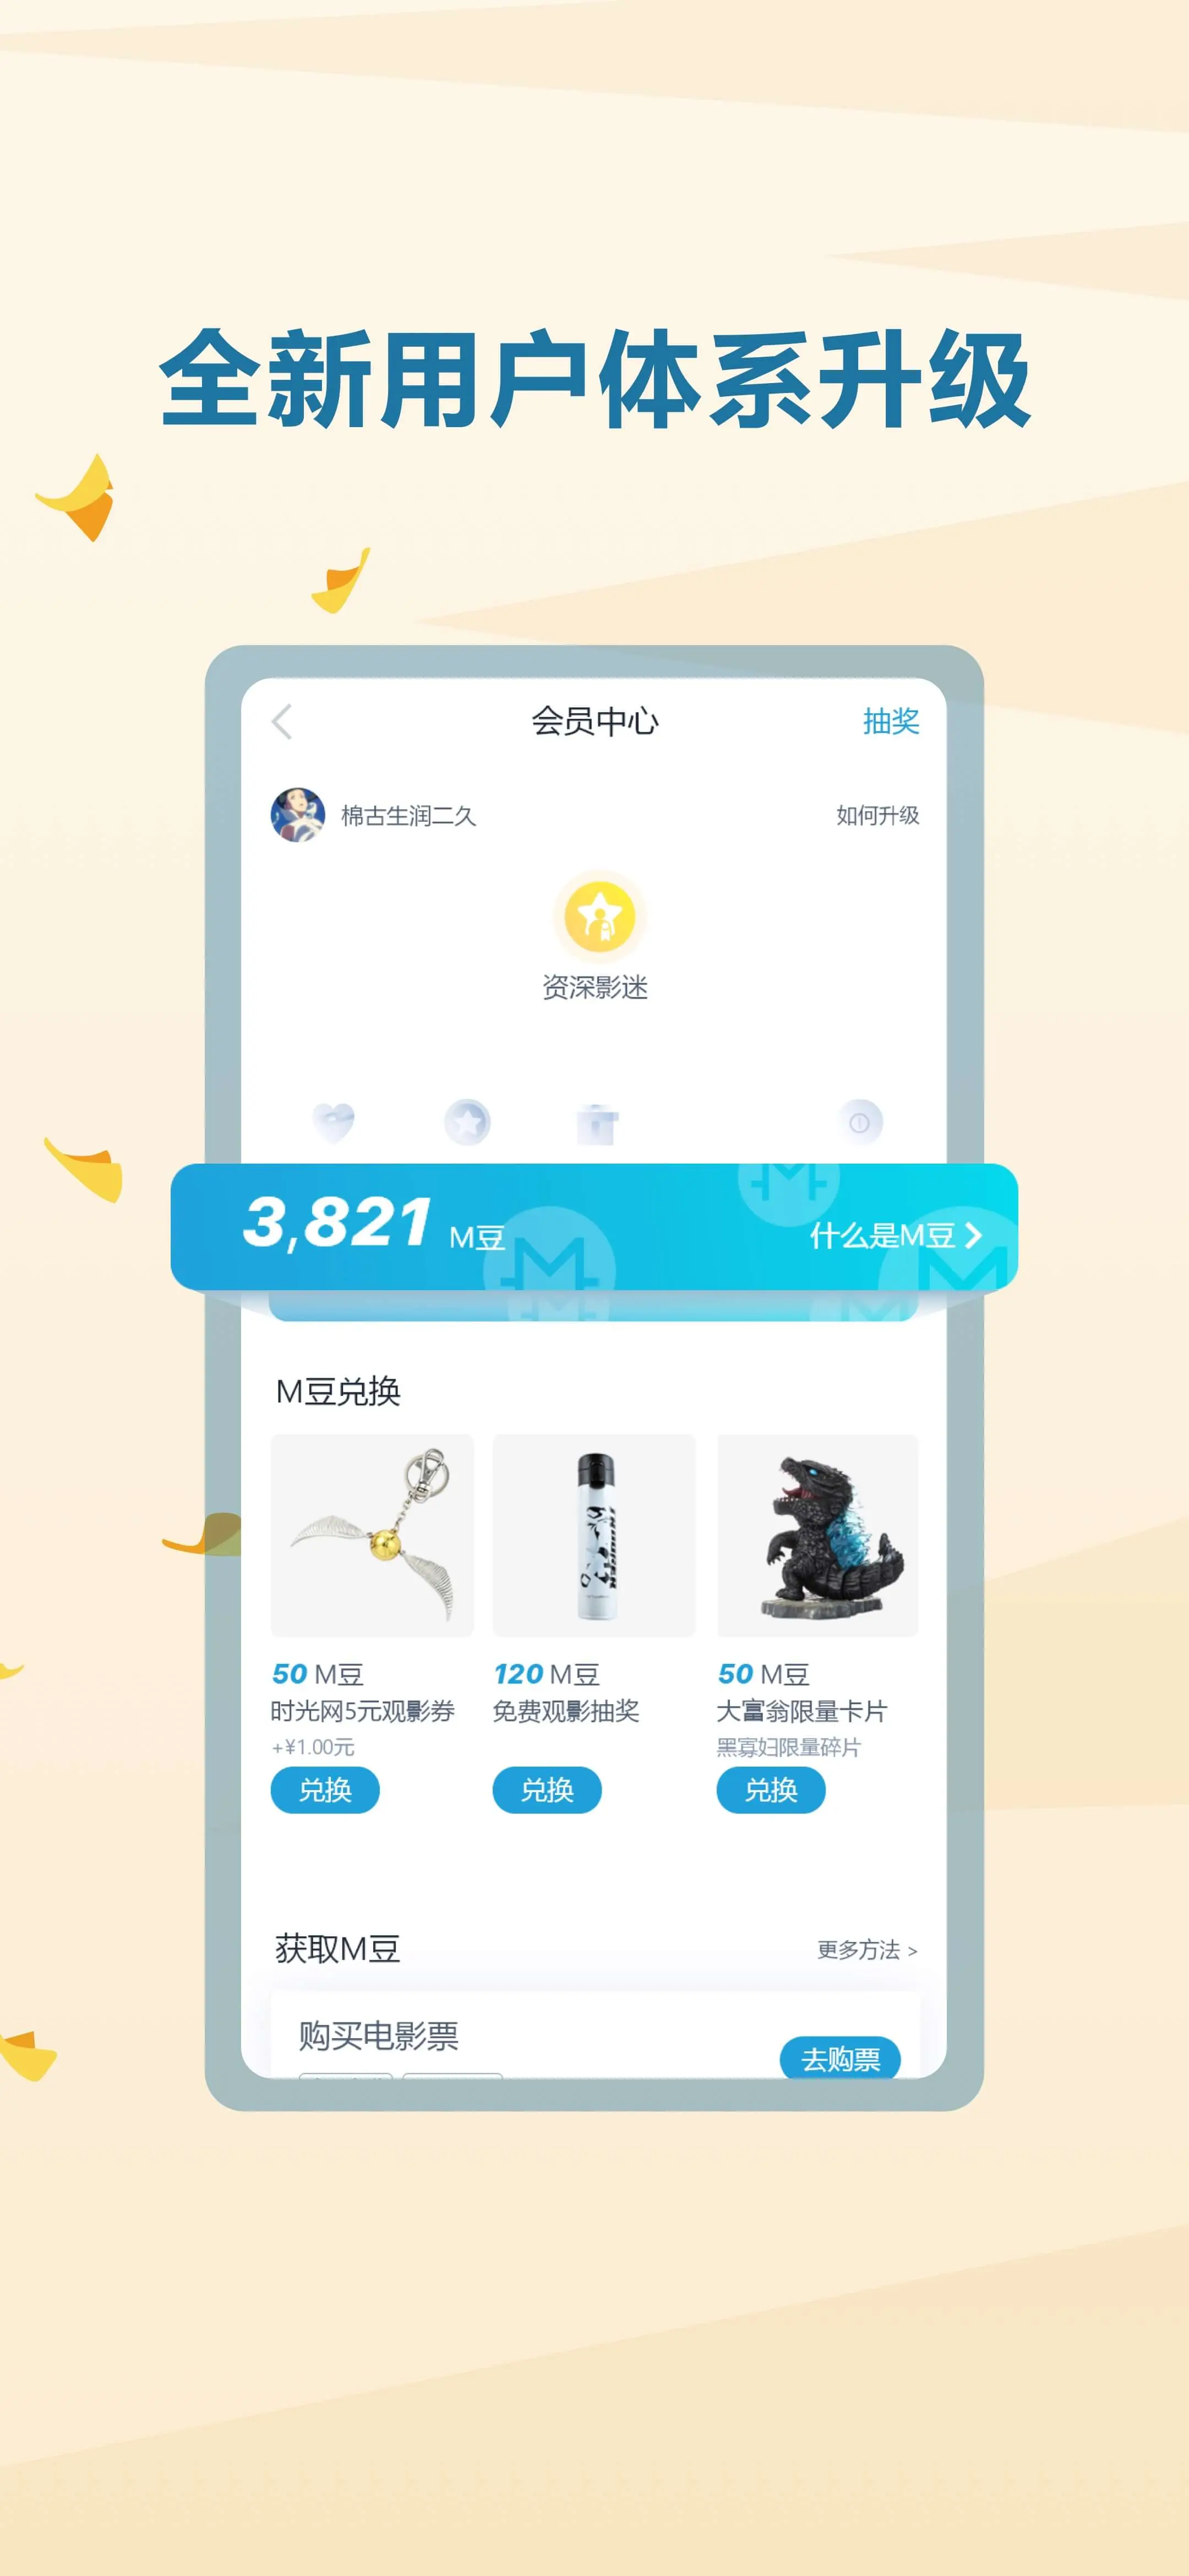 全新用户体系升级
会员中心
抽奖
棉古生润二久
如何升级
资深影迷
3,821 M豆
什么是M豆
M豆兑换
50 M豆
时光网5元观影券
+¥1.00元
兑换
120 M豆
免费观影抽奖
兑换
50 M豆
大富翁限量卡片
黑寡妇限量碎片
兑换
获取M豆
更多方法 >
购买电影票
去购票